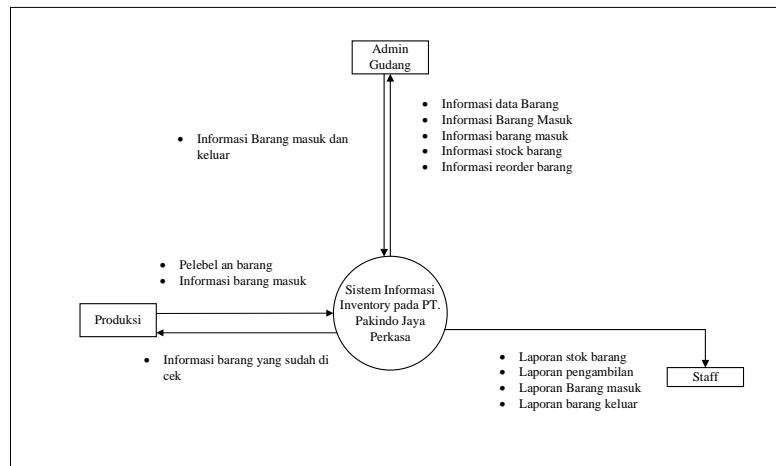 Admin
Gudang
• Informasi Barang masuk dan
keluar
• Informasi data Barang
• Informasi Barang Masuk
• Informasi barang masuk
• Informasi stock barang
• Informasi reorder barang
• Pelebel an barang
• Informasi barang masuk
Produksi
Sistem Informasi
Inventory pada PT.
Pakindo Jaya
Perkasa
• Informasi barang yang sudah di
cek
• Laporan stok barang
• Laporan pengambilan
• Laporan Barang masuk
• Laporan barang keluar
Staff